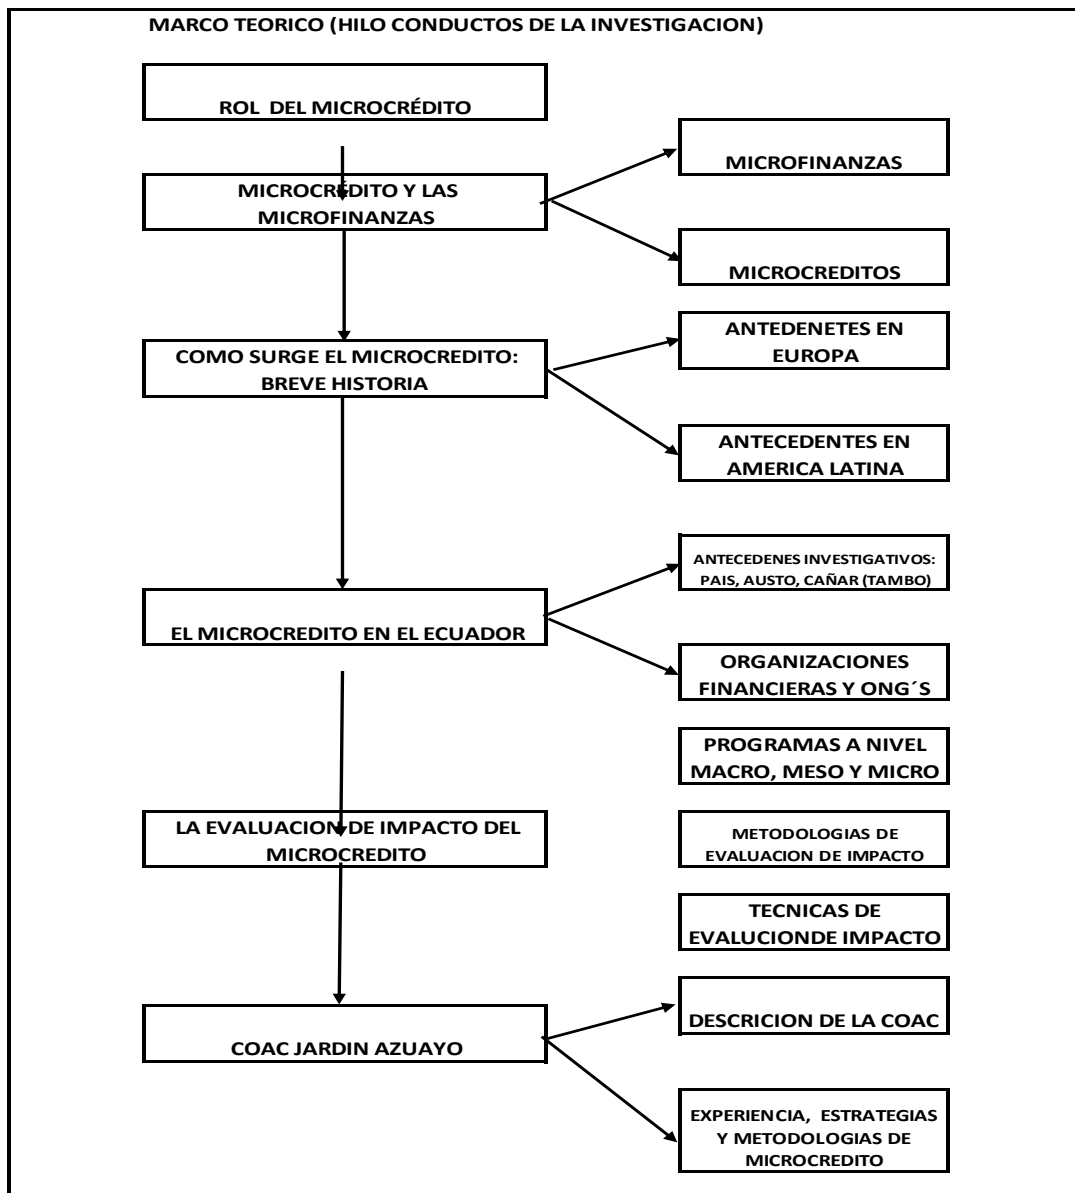 MARCO TEORICO (HILO CONDUCTOS DE LA INVESTIGACION)
ROL DEL MICROCRÉDITO
MICROCRÉDITO Y LAS
MICROFINANZAS
MICROFINANZAS
MICROCREDITOS
COMO SURGE EL MICROCREDITO:
BREVE HISTORIA
ANTEDENETES EN
EUROPA
ANTECEDENTES EN
AMERICA LATINA
EL MICROCREDITO EN EL ECUADOR
ANTECEDENES INVESTIGATIVOS:
PAIS, AUSTO, CAÑAR (TAMBO)
ORGANIZACIONES
FINANCIERAS Y ONG´S
PROGRAMAS A NIVEL
MACRO, MESO Y MICRO
LA EVALUACION DE IMPACTO DEL
MICROCREDITO
METODOLOGIAS DE
EVALUACION DE IMPACTO
TECNICAS DE
EVALUCIONDE IMPACTO
COAC JARDIN AZUAYO
DESCRICION DE LA COAC
EXPERIENCIA, ESTRATEGIAS
Y METODOLOGIAS DE
MICROCREDITO